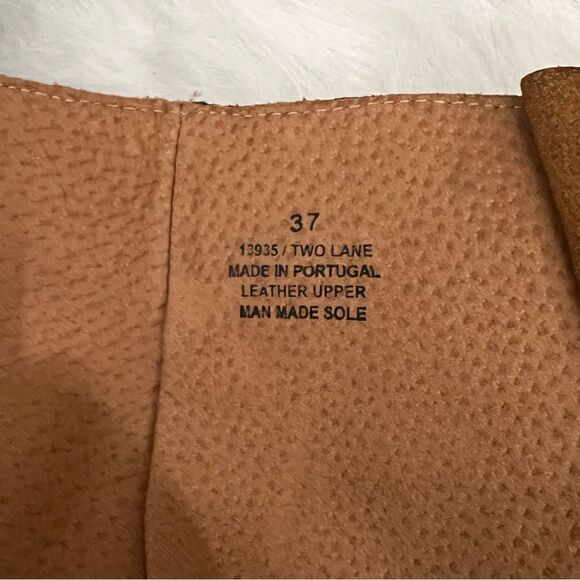 37
13935 / TWO LANE
MADE IN PORTUGAL
LEATHER UPPER
MAN MADE SOLE